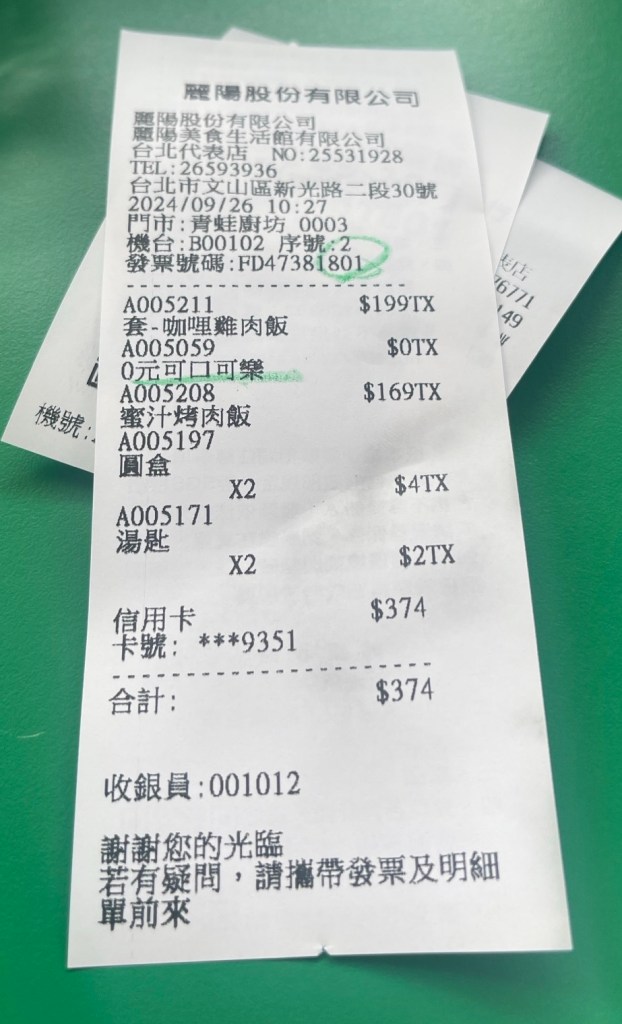 麗陽股份有限公司
麗陽股份有限公司
麗陽美食生活館有限公司
台北代表店 NO:25531928
TEL:26593936
台北市文山區新光路二段30號
2024/09/26 10:27
門市:青蛙廚坊 0003
機台:B00102 序號:2
發票號碼:FD47381801
--------------------------
A005211 $199TX
套-咖哩雞肉飯
A005059 $0TX
0元可口可樂
A005208 $169TX
蜜汁烤肉飯
A005197
圓盒
X2 $4TX
A005171
湯匙
X2 $2TX
信用卡 $374
卡號: ***9351
--------------------------
合計: $374
收銀員:001012
謝謝您的光臨
若有疑問，請攜帶發票及明細
單前來
機號:
表店
76771
149